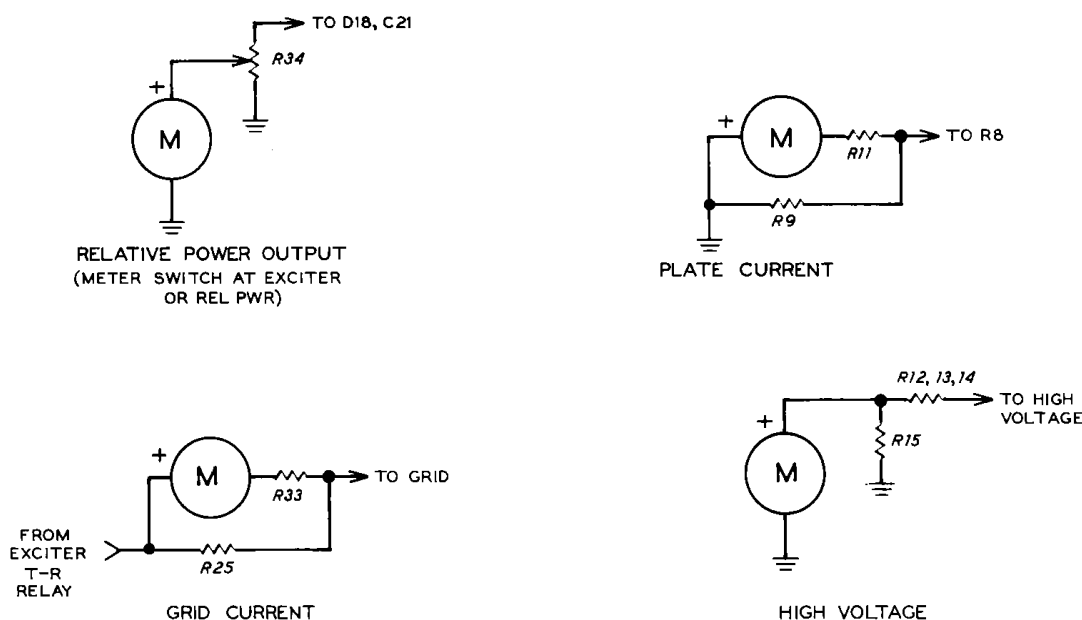 TO D18, C21
R34
+
M
RELATIVE POWER OUTPUT
(METER SWITCH AT EXCITER
OR REL PWR)
+
M
R11
TO R8
R9
PLATE CURRENT
+
M
R33
TO GRID
FROM
EXCITER
T-R
RELAY
R25
GRID CURRENT
R12, 13, 14
TO HIGH
VOLTAGE
+
R15
M
HIGH VOLTAGE